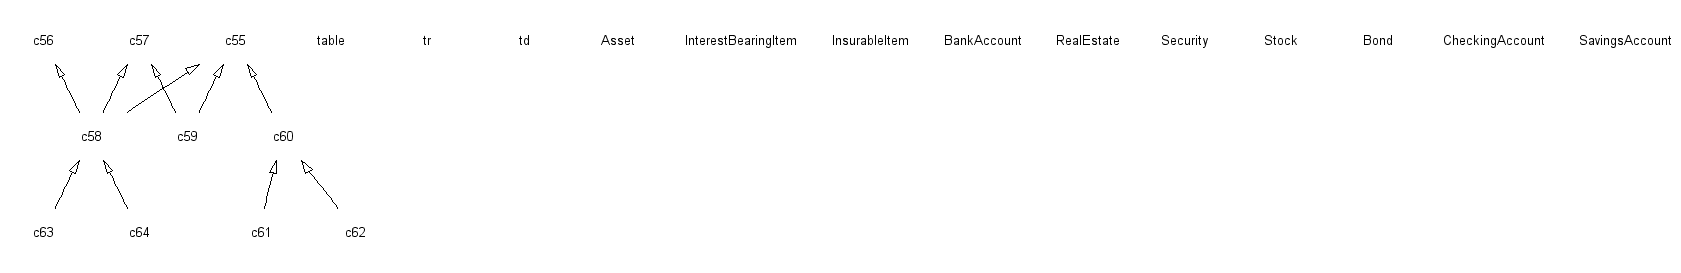 c56 c57 c55 table tr td Asset InterestBearingItem InsurableItem BankAccount RealEstate Security Stock Bond CheckingAccount SavingsAccount
c58 c59 c60
c63 c64 c61 c62